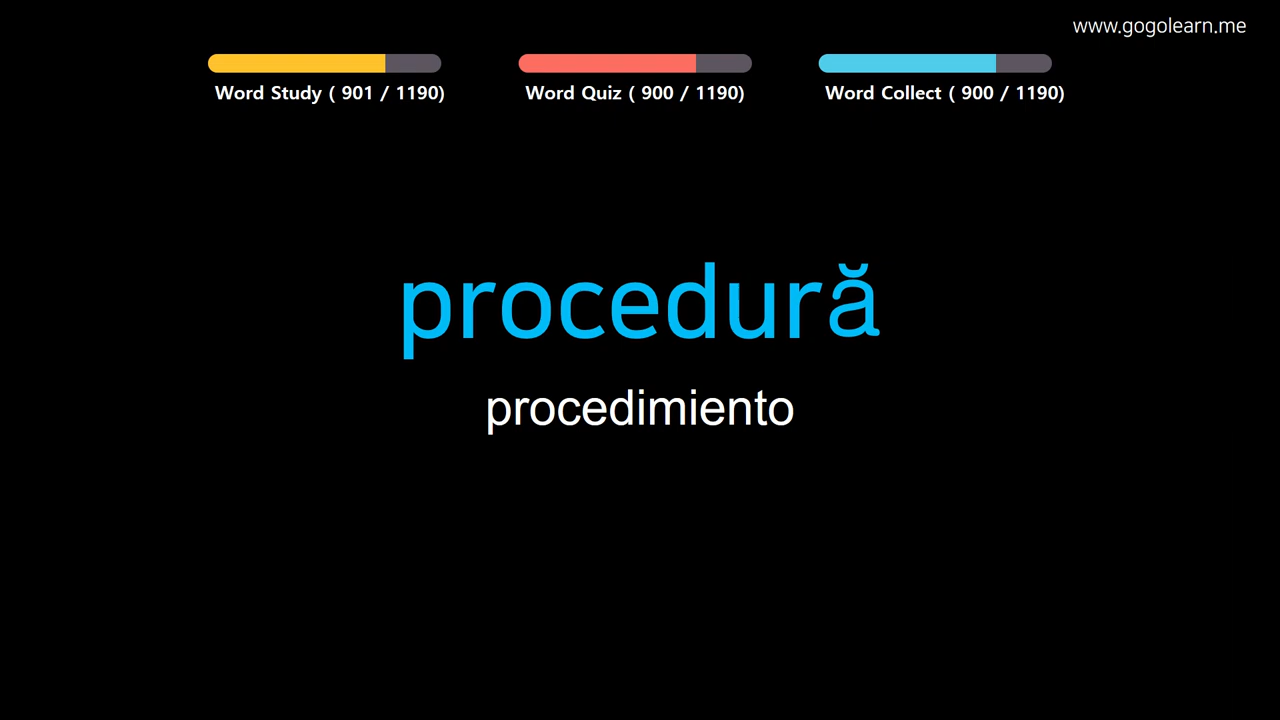 www.gogolearn.me
Word Study ( 901 / 1190)
Word Quiz ( 900 / 1190)
Word Collect ( 900 / 1190)
procedură
procedimiento